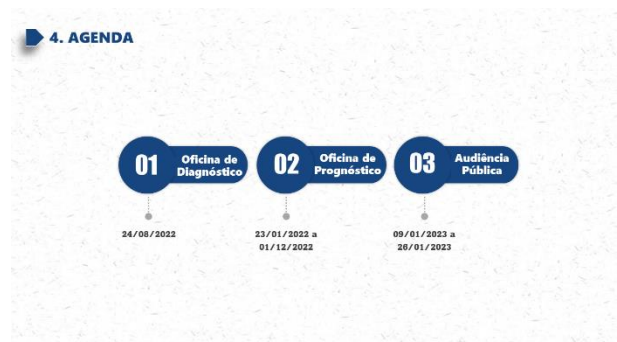 4. AGENDA
01
Oficina de
Diagnóstico
02
Oficina de
Prognóstico
03
Audiência
Pública
24/08/2022
23/01/2022 a
01/12/2022
09/01/2023 a
26/01/2023